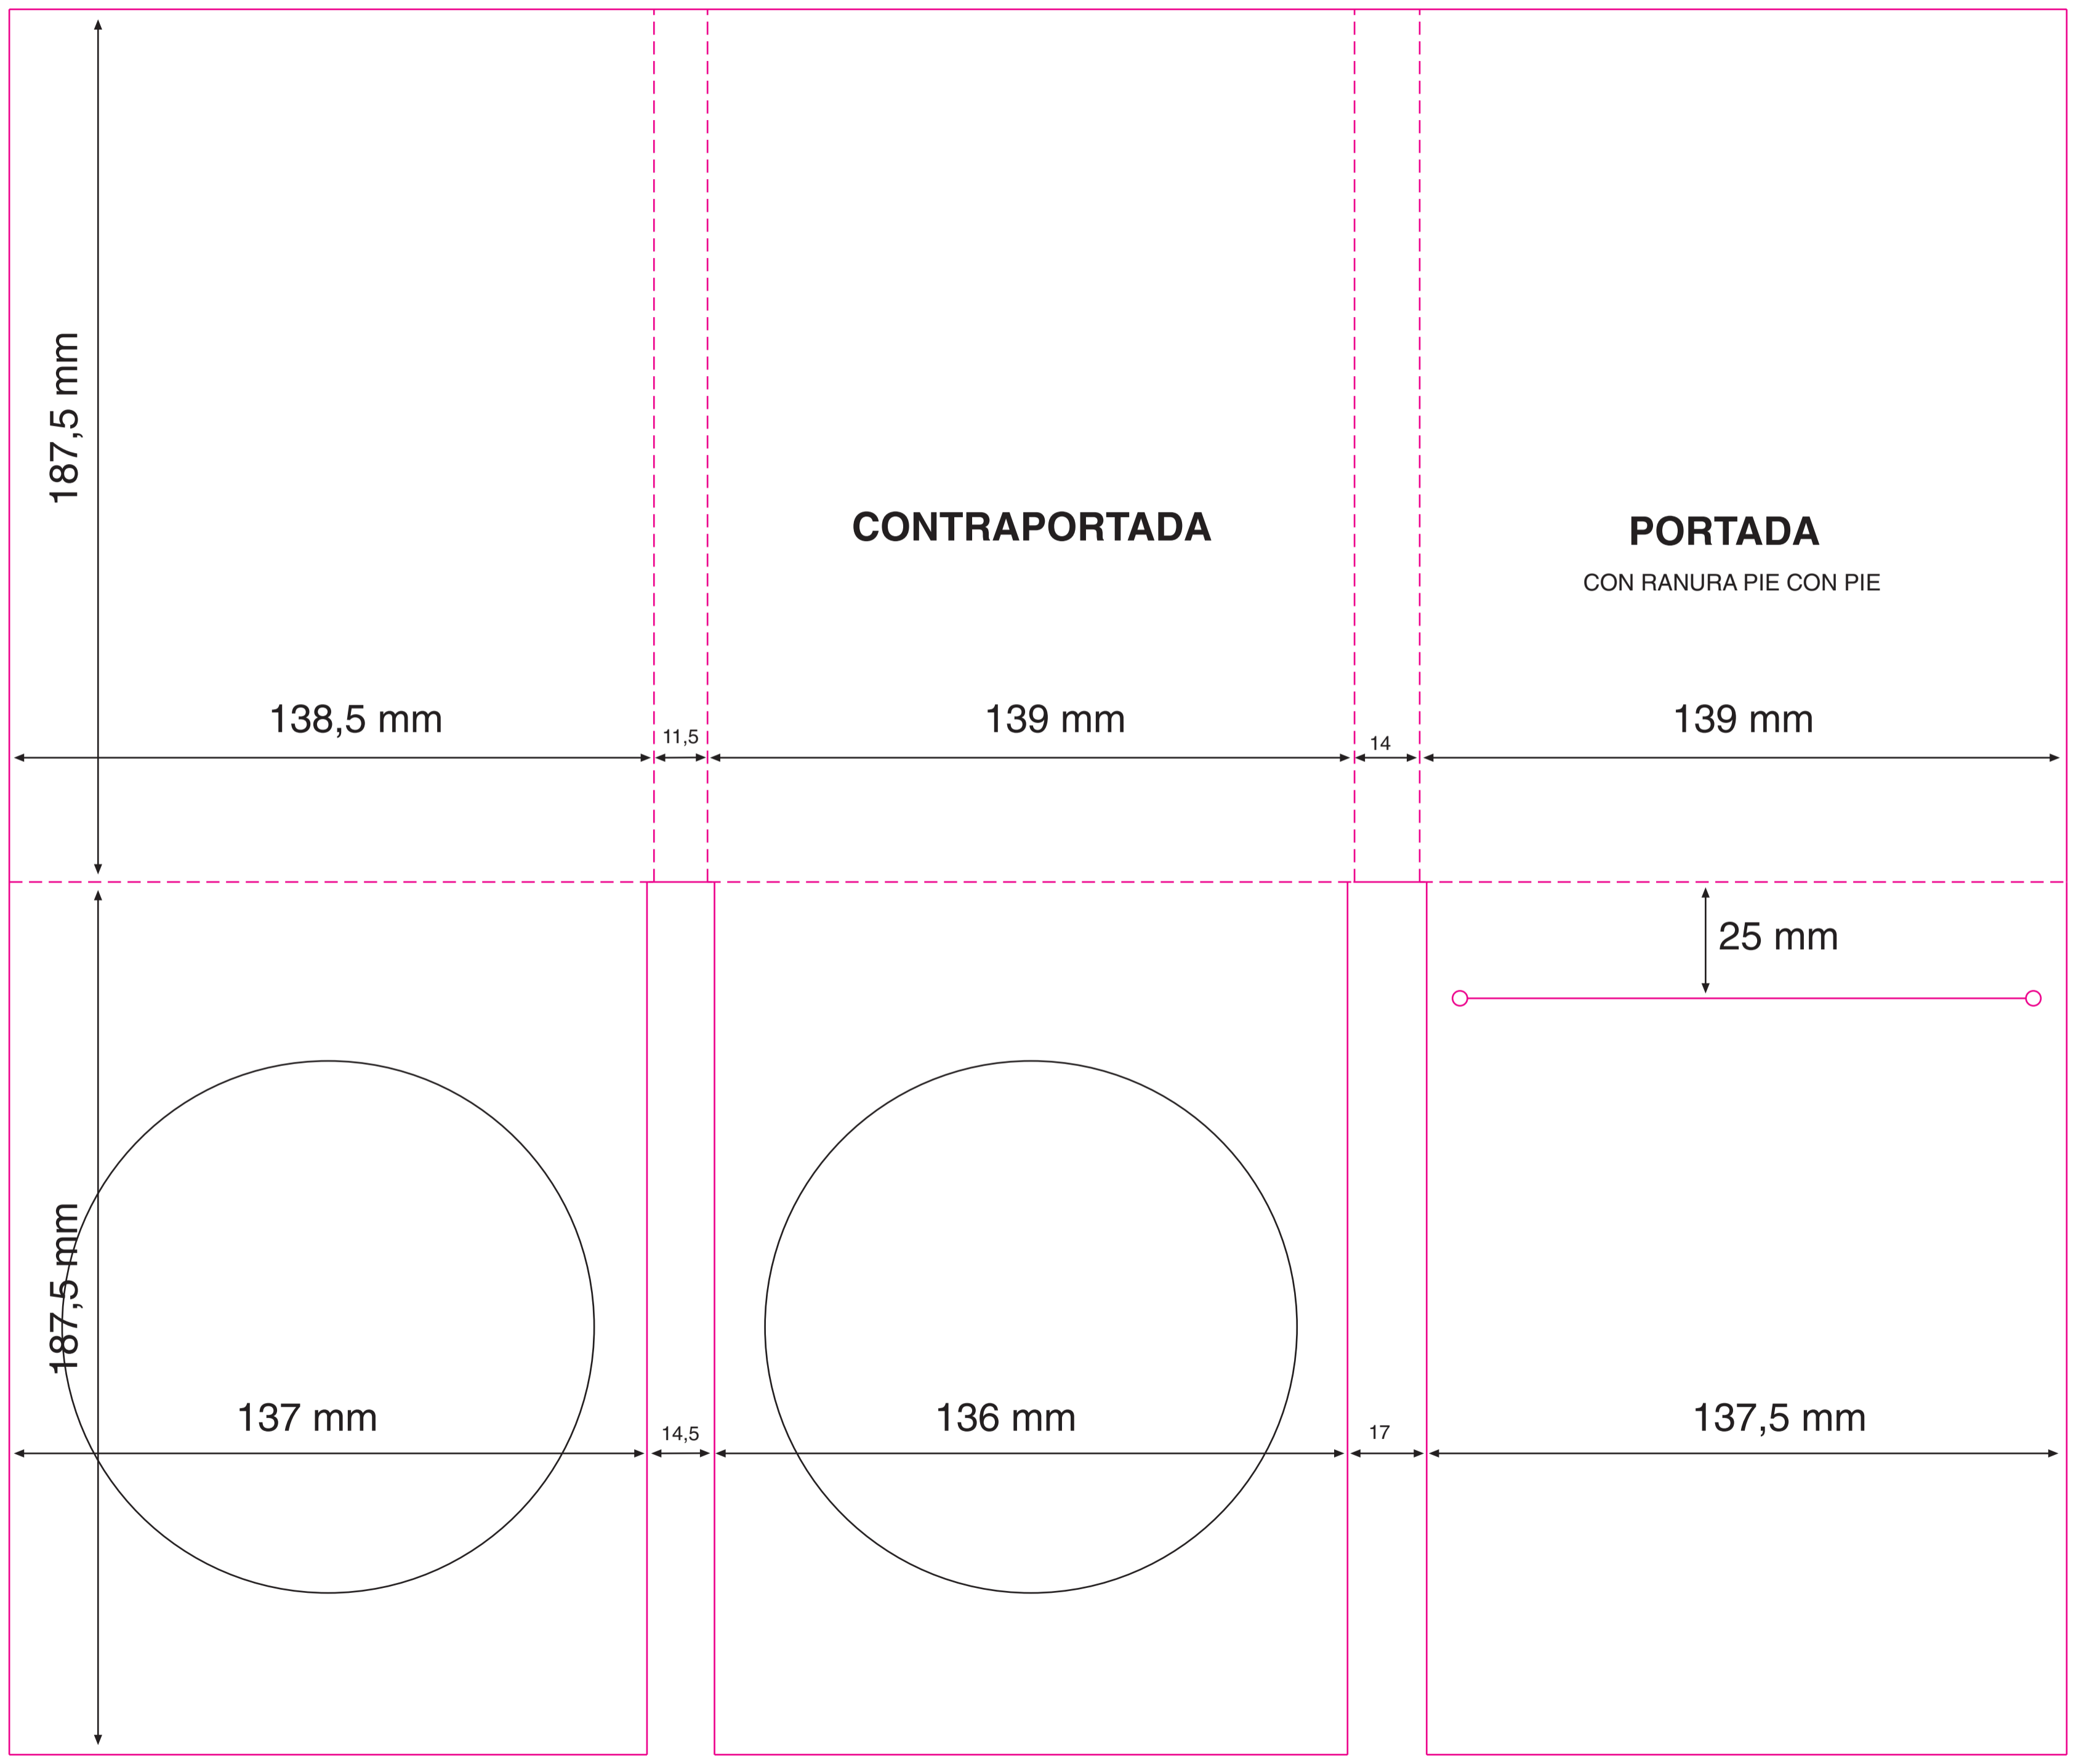 187,5 mm
CONTRAPORTADA
PORTADA
CON RANURA PIE CON PIE
138,5 mm
11,5
139 mm
14
139 mm
25 mm
187,5 mm
137 mm
14,5
136 mm
17
137,5 mm